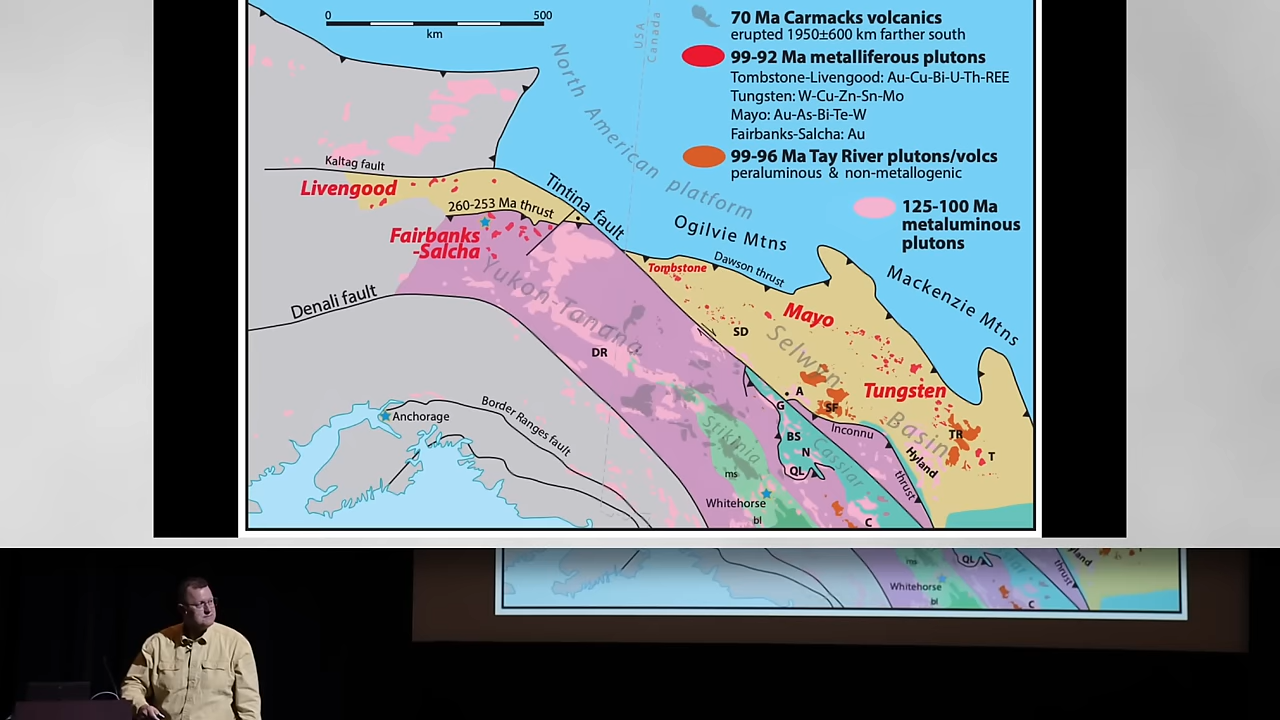 0 500
km
USA
Canada
70 Ma Carmacks volcanics
erupted 1950±600 km farther south
99-92 Ma metalliferous plutons
Tombstone-Livengood: Au-Cu-Bi-U-Th-REE
Tungsten: W-Cu-Zn-Sn-Mo
Mayo: Au-As-Bi-Te-W
Fairbanks-Salcha: Au
99-96 Ma Tay River plutons/volcs
peraluminous & non-metallogenic
125-100 Ma
metaluminous
plutons
North American platform
Kaltag fault
Livengood
260-253 Ma thrust
Tintina fault
Ogilvie Mtns
Dawson thrust
Mackenzie Mtns
Fairbanks
-Salcha
Tombstone
Mayo
Yukon-Tanana
Denali fault
SD
Selwyn
Basin
DR
Tungsten
A
SF
G
Anchorage
Border Ranges fault
Inconnu
thrust
TR
T
Stikinia
BS
N
QL
Cassiar
Hyland
ms
Whitehorse
bl
C
QL
ms
Whitehorse
bl
thrust
C